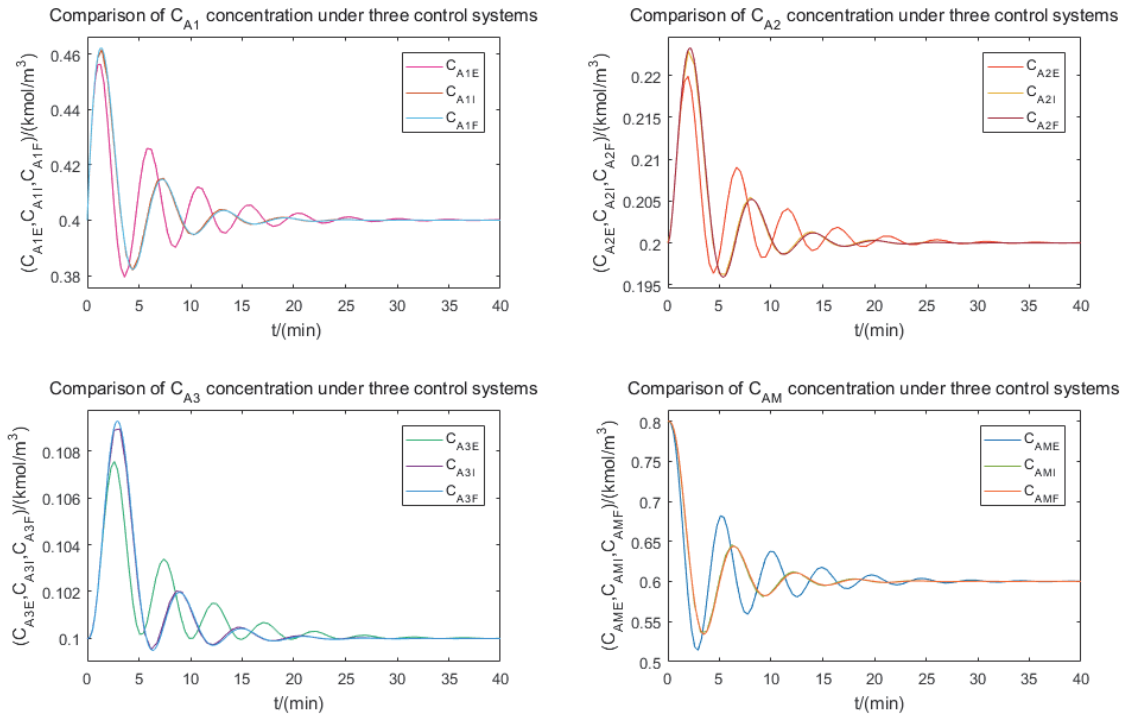 Comparison of C_A1 concentration under three control systems
(C_A1E,C_A1I,C_A1F)/(kmol/m^3)
0.46
0.44
0.42
0.4
0.38
C_A1E
C_A1I
C_A1F
0 5 10 15 20 25 30 35 40
t/(min)
Comparison of C_A2 concentration under three control systems
(C_A2E,C_A2I,C_A2F)/(kmol/m^3)
0.22
0.215
0.21
0.205
0.2
0.195
C_A2E
C_A2I
C_A2F
0 5 10 15 20 25 30 35 40
t/(min)
Comparison of C_A3 concentration under three control systems
(C_A3E,C_A3I,C_A3F)/(kmol/m^3)
0.108
0.106
0.104
0.102
0.1
C_A3E
C_A3I
C_A3F
0 5 10 15 20 25 30 35 40
t/(min)
Comparison of C_AM concentration under three control systems
(C_AME,C_AMI,C_AMF)/(kmol/m^3)
0.8
0.75
0.7
0.65
0.6
0.55
0.5
C_AME
C_AMI
C_AMF
0 5 10 15 20 25 30 35 40
t/(min)